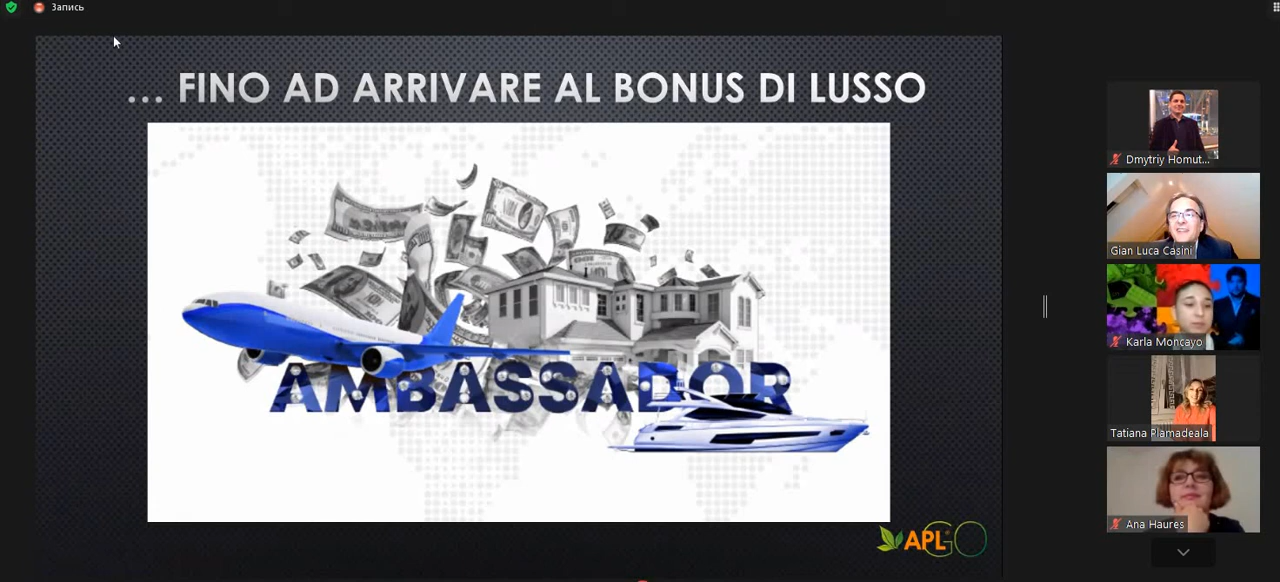 Запись
... FINO AD ARRIVARE AL BONUS DI LUSSO
AMBASSADOR
APLGO
Dmytriy Homut...
Gian Luca Casini
Karla Moncayo
Tatiana Plamadeala
Ana Haures